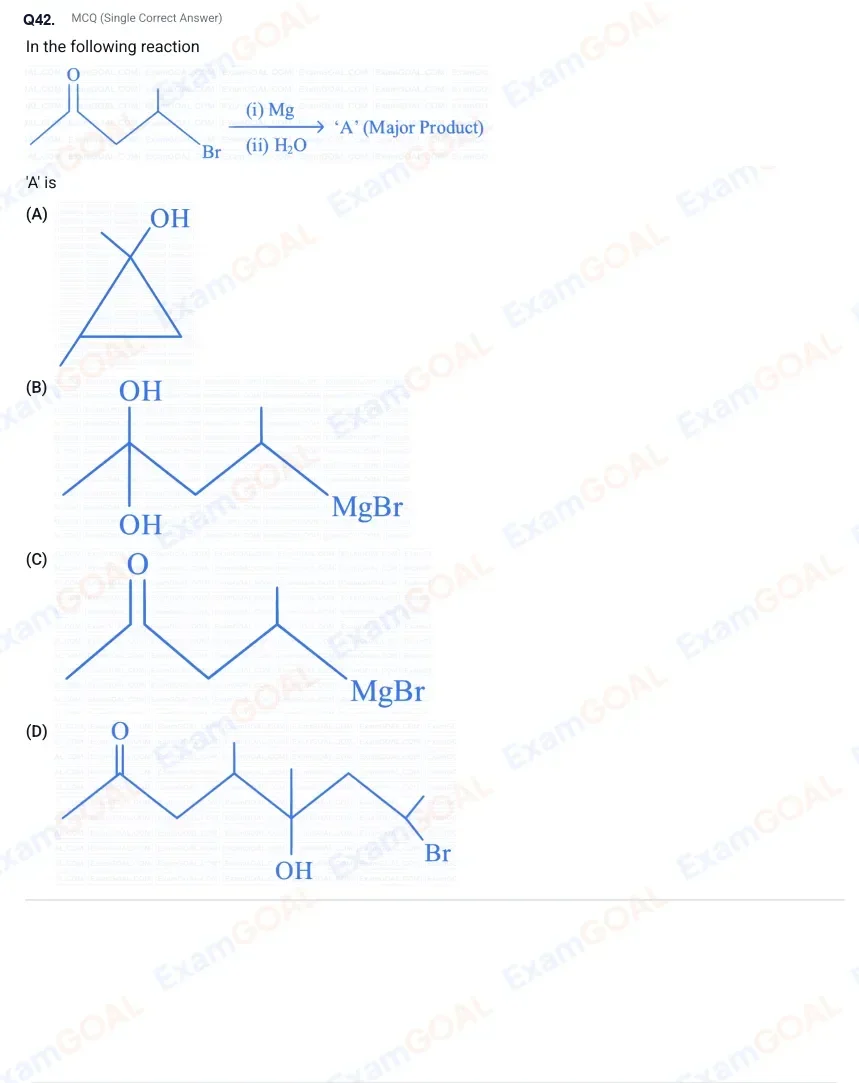 Q42. MCQ (Single Correct Answer)
In the following reaction
O
Br
(i) Mg
(ii) H₂O
'A' (Major Product)
'A' is
(A)
OH
(B)
OH
OH
MgBr
(C)
O
MgBr
(D)
O
OH
Br
ExamGOAL